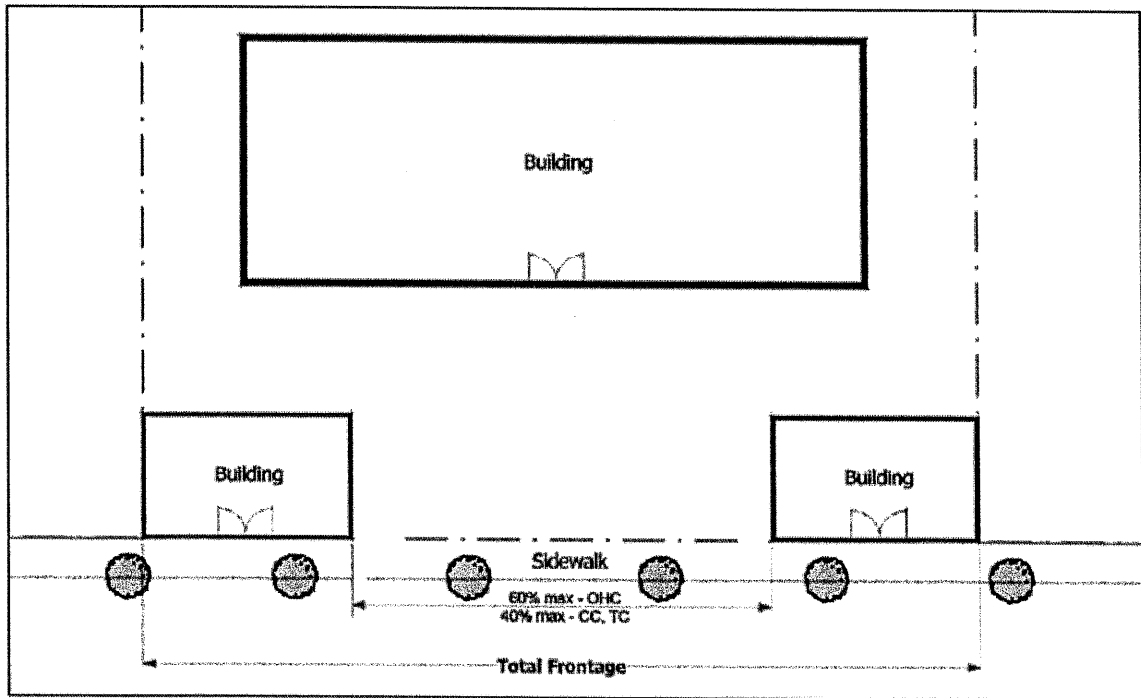 Building
Building
Building
Sidewalk
60% max - OHC
40% max - CC, TC
Total Frontage